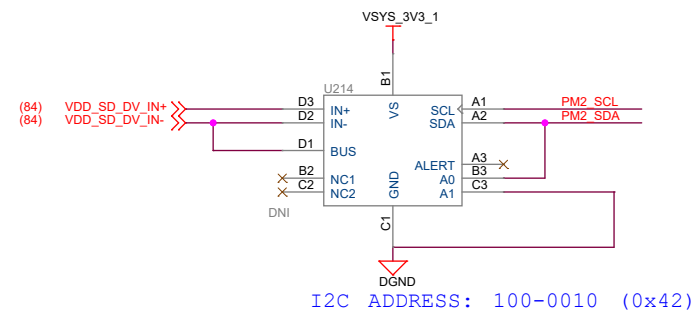 VSYS_3V3_1
U214
B1
VS
(84) VDD_SD_DV_IN+ D3 IN+ SCL A1 PM2_SCL
(84) VDD_SD_DV_IN- D2 IN- SDA A2 PM2_SDA
D1 BUS
ALERT A3
B2 NC1 A0 B3
C2 NC2 A1 C3
GND
DNI
C1
DGND
I2C ADDRESS: 100-0010 (0x42)